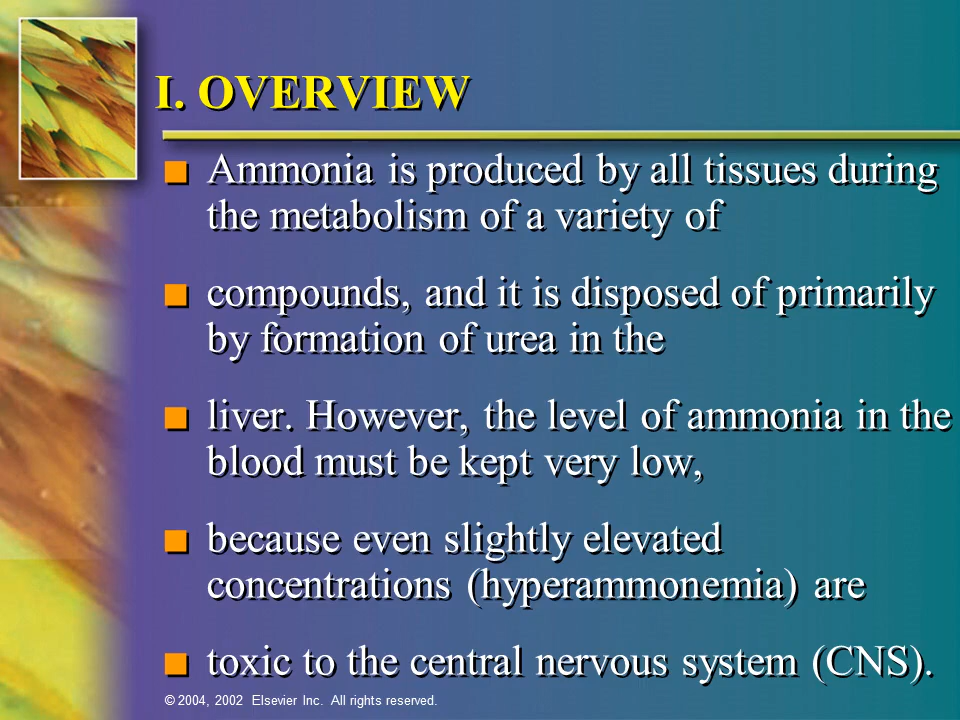 I. OVERVIEW
Ammonia is produced by all tissues during
the metabolism of a variety of
compounds, and it is disposed of primarily
by formation of urea in the
liver. However, the level of ammonia in the
blood must be kept very low,
because even slightly elevated
concentrations (hyperammonemia) are
toxic to the central nervous system (CNS).
© 2004, 2002 Elsevier Inc. All rights reserved.